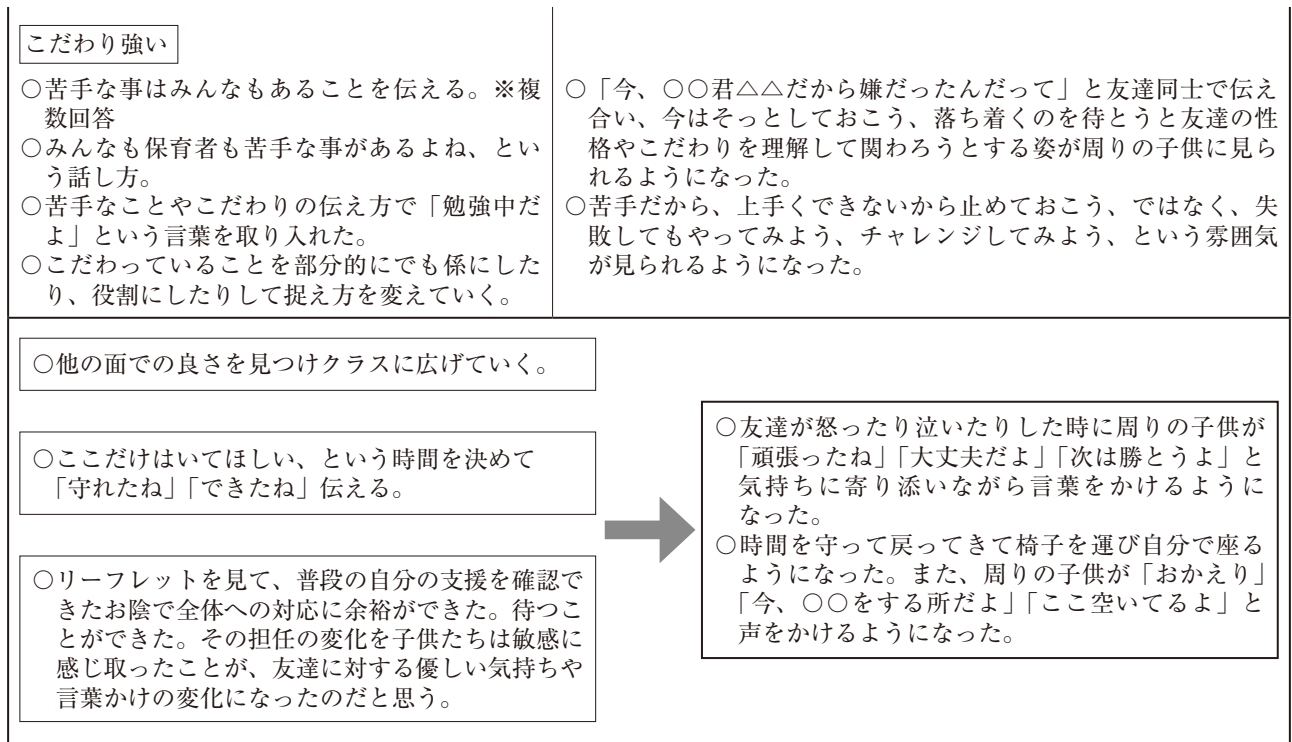 こだわり強い
○苦手な事はみんなもあることを伝える。※複
数回答
○みんなも保育者も苦手な事があるよね、とい
う話し方。
○苦手なことやこだわりの伝え方で「勉強中だ
よ」という言葉を取り入れた。
○こだわっていることを部分的にでも係にした
り、役割にしたりして捉え方を変えていく。
○「今、○○君△△だから嫌だったんだって」と友達同士で伝え
合い、今はそっとしておこう、落ち着くのを待とうと友達の性
格やこだわりを理解して関わろうとする姿が周りの子供に見ら
れるようになった。
○苦手だから、上手くできないから止めておこう、ではなく、失
敗してもやってみよう、チャレンジしてみよう、という雰囲気
が見られるようになった。
○他の面での良さを見つけクラスに広げていく。
○ここだけはいてほしい、という時間を決めて
「守れたね」「できたね」伝える。
○リーフレットを見て、普段の自分の支援を確認で
きたお陰で全体への対応に余裕ができた。待つこ
とができた。その担任の変化を子供たちは敏感に
感じ取ったことが、友達に対する優しい気持ちや
言葉かけの変化になったのだと思う。
○友達が怒ったり泣いたりした時に周りの子供が
「頑張ったね」「大丈夫だよ」「次は勝とうよ」と
気持ちに寄り添いながら言葉をかけるように
なった。
○時間を守って戻ってきて椅子を運び自分で座る
ようになった。また、周りの子供が「おかえり」
「今、○○をする所だよ」「ここ空いてるよ」と
声をかけるようになった。